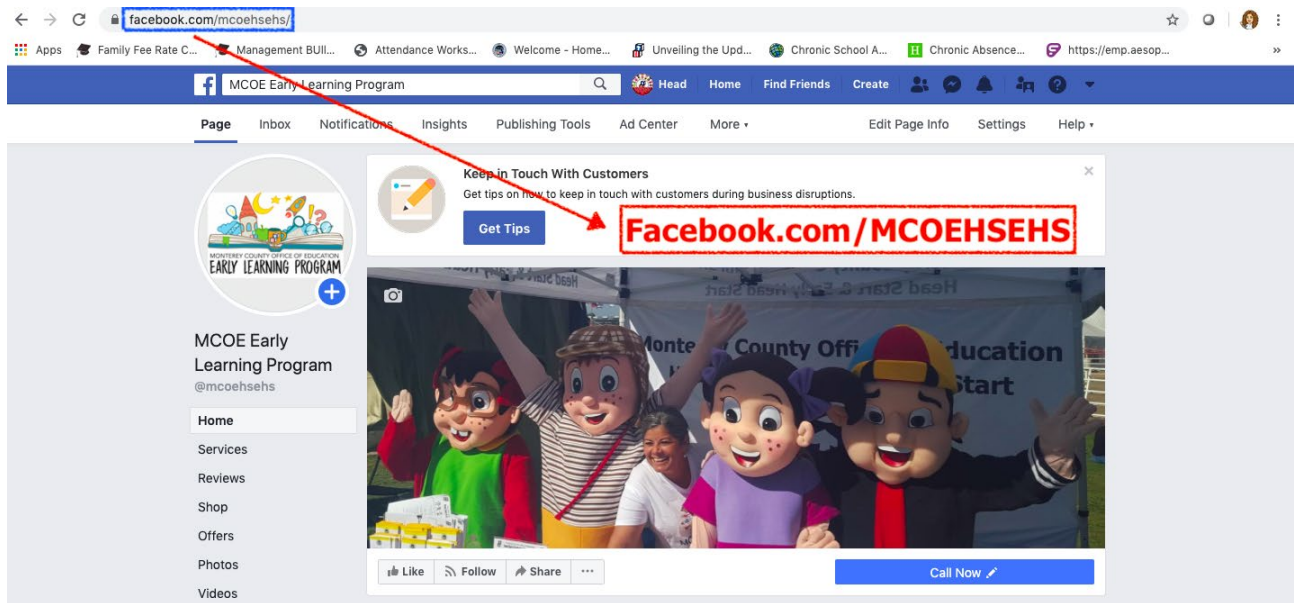 facebook.com/mcoehsehs/
Apps Family Fee Rate C... Management BUll... Attendance Works... Welcome - Home... Unveiling the Upd... Chronic School A... H Chronic Absence... https://emp.aesop... »
MCOE Early Learning Program Head Home Find Friends Create
Page Inbox Notifications Insights Publishing Tools Ad Center More Edit Page Info Settings Help
Keep in Touch With Customers
Get tips on how to keep in touch with customers during business disruptions.
Get Tips
Facebook.com/MCOEHSEHS
MONTEREY COUNTY OFFICE OF EDUCATION
EARLY LEARNING PROGRAM
MCOE Early
Learning Program
@mcoehsehs
Home
Services
Reviews
Shop
Offers
Photos
Videos
Head Start & Early Head Start
Monte y County Offi ducation
Start
Like Follow Share ...
Call Now